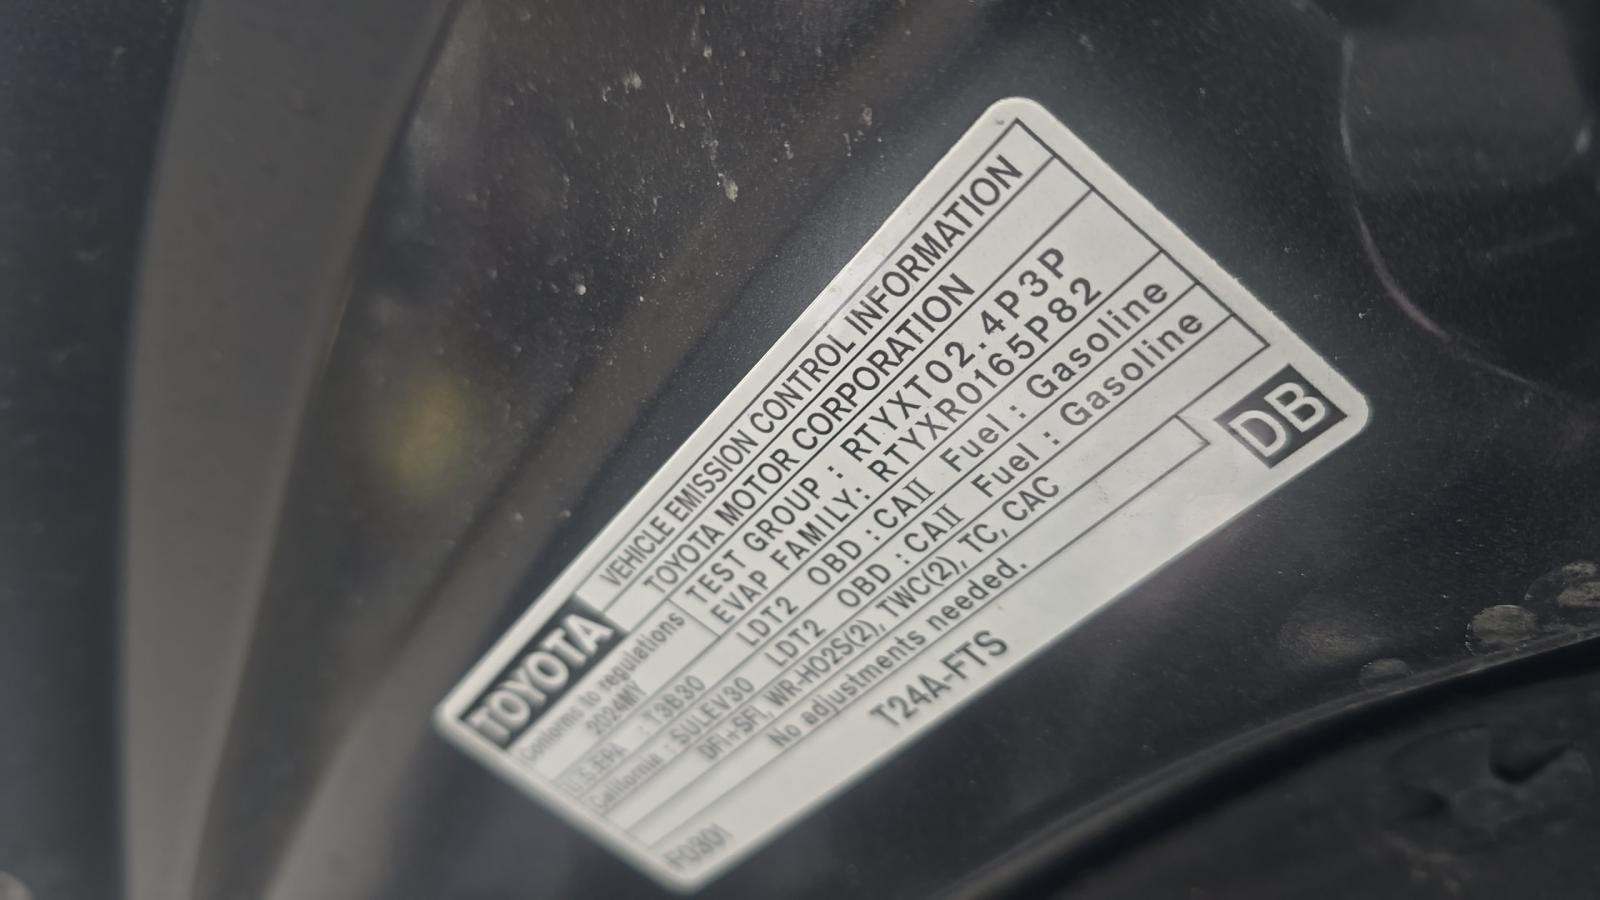 TOYOTA VEHICLE EMISSION CONTROL INFORMATION
TOYOTA MOTOR CORPORATION
Conforms to regulations 2024MY
TEST GROUP : RTYXT02.4P3P
EVAP FAMILY: RTYXR0165P82
U.S.EPA : T3B30 LDT2 OBD : CAII Fuel : Gasoline
California : SULEV30 LDT2 OBD : CAII Fuel : Gasoline
DFI+SFI, WR-HO2S(2), TWC(2), TC, CAC
No adjustments needed.
T24A-FTS
DB